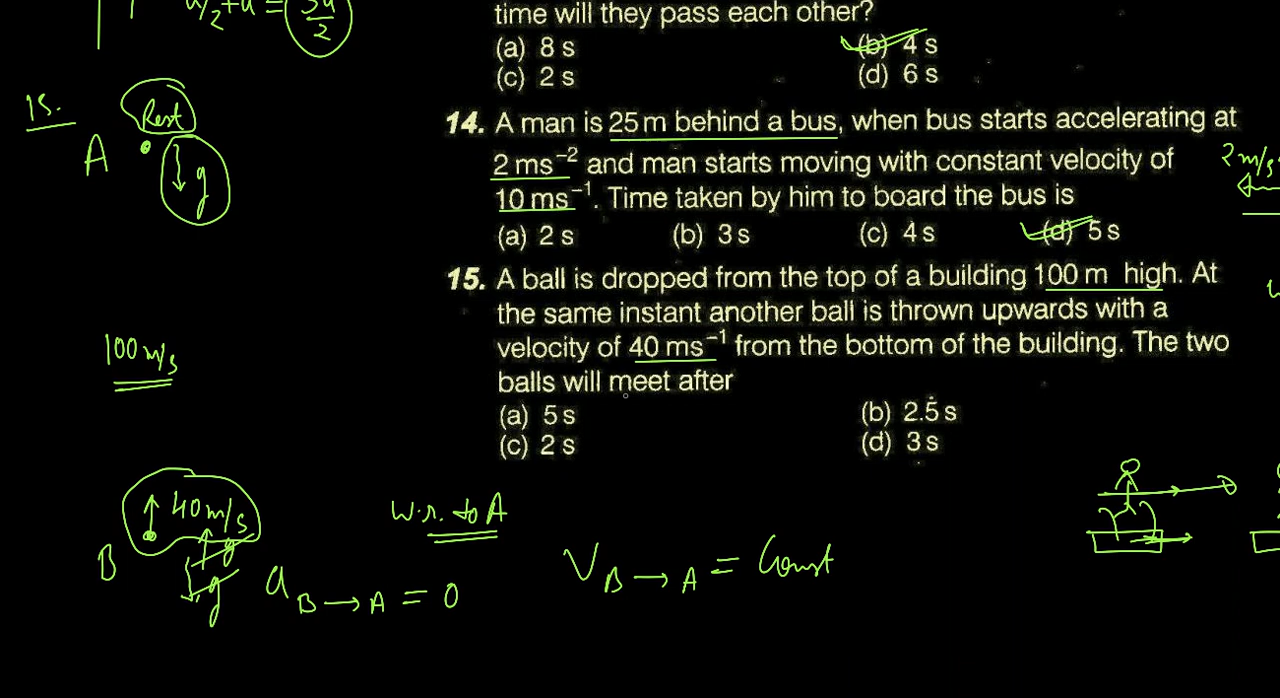 a/2 + a = 3a/2
time will they pass each other?
(a) 8 s (b) 4 s
(c) 2 s (d) 6 s
15.
Rest
A
g
14. A man is 25 m behind a bus, when bus starts accelerating at
2 ms⁻² and man starts moving with constant velocity of
10 ms⁻¹. Time taken by him to board the bus is
(a) 2 s (b) 3 s (c) 4 s (d) 5 s
2 m/s
15. A ball is dropped from the top of a building 100 m high. At
the same instant another ball is thrown upwards with a
velocity of 40 ms⁻¹ from the bottom of the building. The two
balls will meet after
(a) 5 s (b) 2.5 s
(c) 2 s (d) 3 s
100 m/s
40 m/s
B
g
g
w.r. to A
a B→A = 0
V B→A = Const